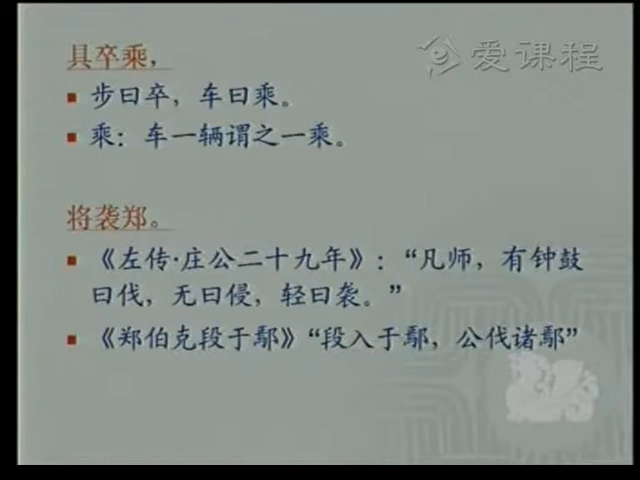 爱课程
具卒乘，
步曰卒，车曰乘。
乘：车一辆谓之一乘。
将袭郑。
《左传·庄公二十九年》：“凡师，有钟鼓
曰伐，无曰侵，轻曰袭。”
《郑伯克段于鄢》“段入于鄢，公伐诸鄢”